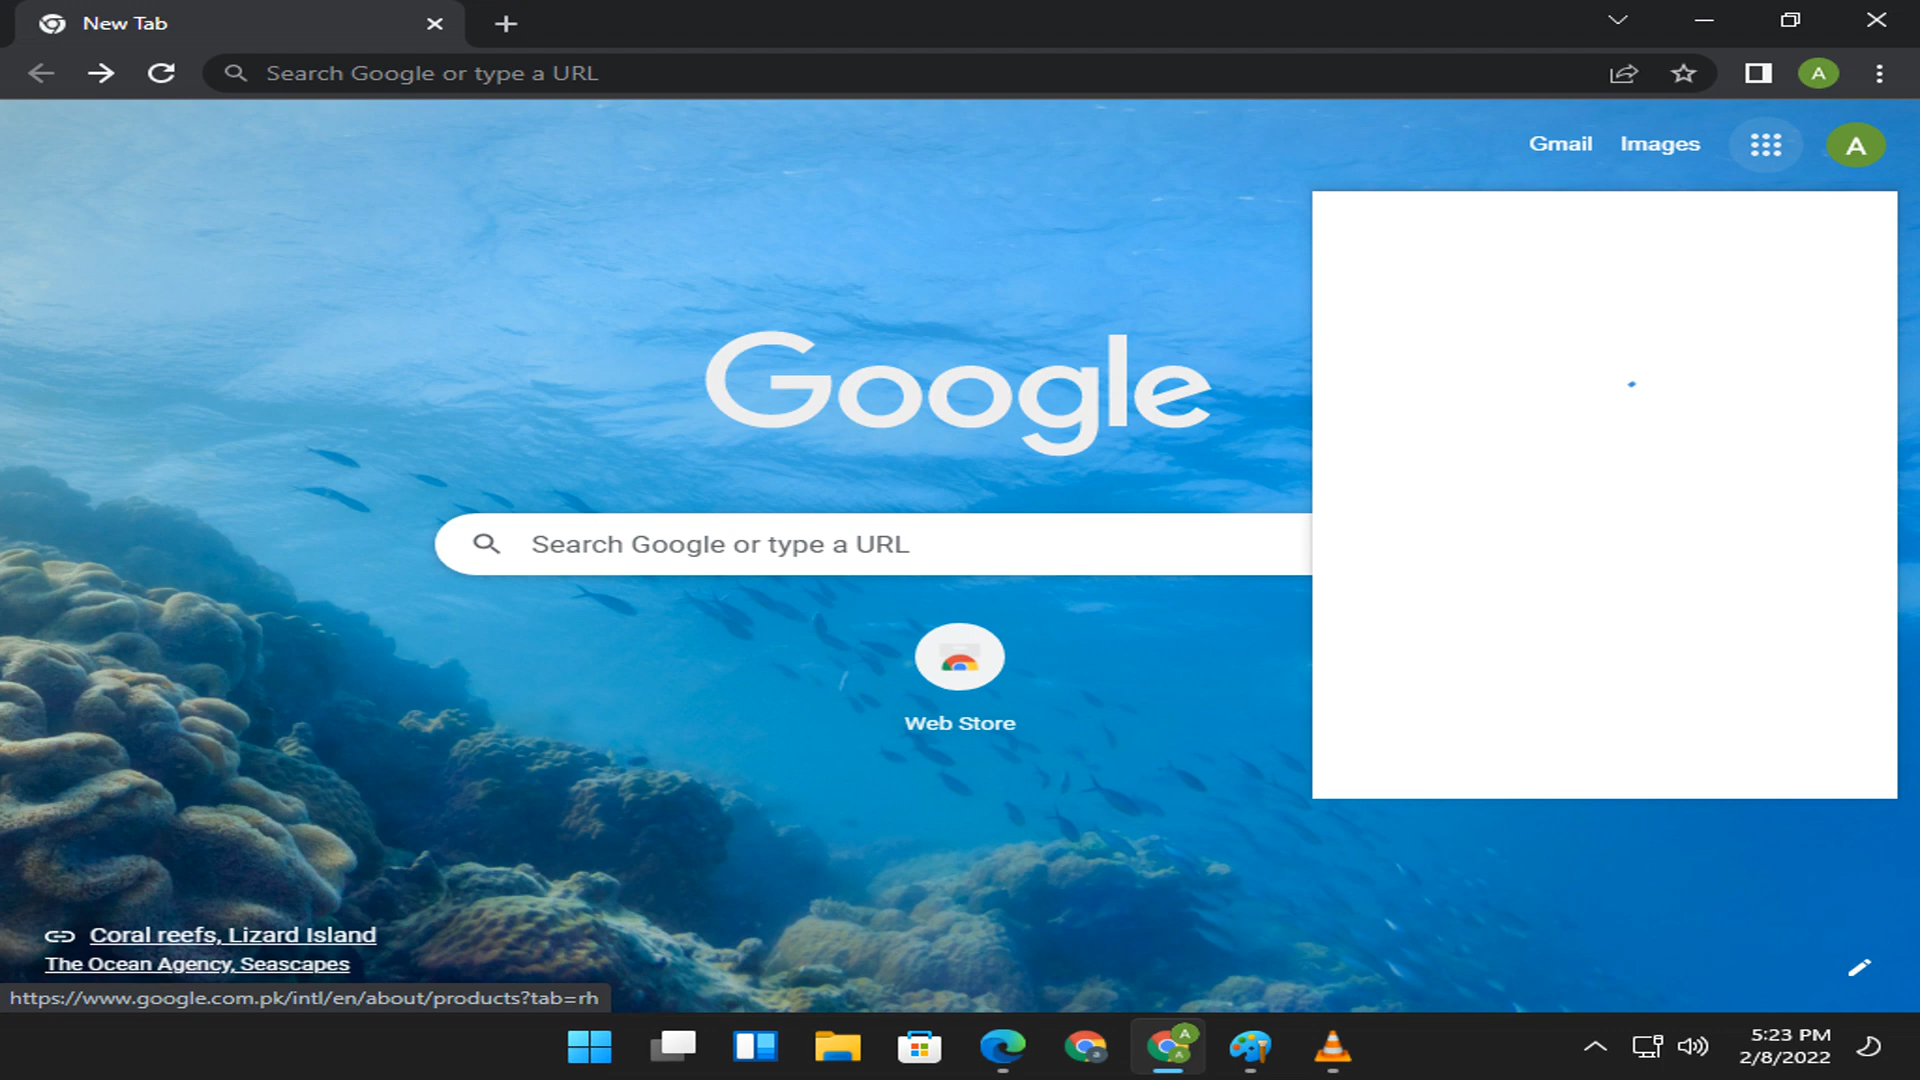 New Tab
Search Google or type a URL
A
Gmail Images
A
Google
Search Google or type a URL
Web Store
Coral reefs, Lizard Island
The Ocean Agency, Seascapes
https://www.google.com.pk/intl/en/about/products?tab=rh
a
A
A
5:23 PM
2/8/2022